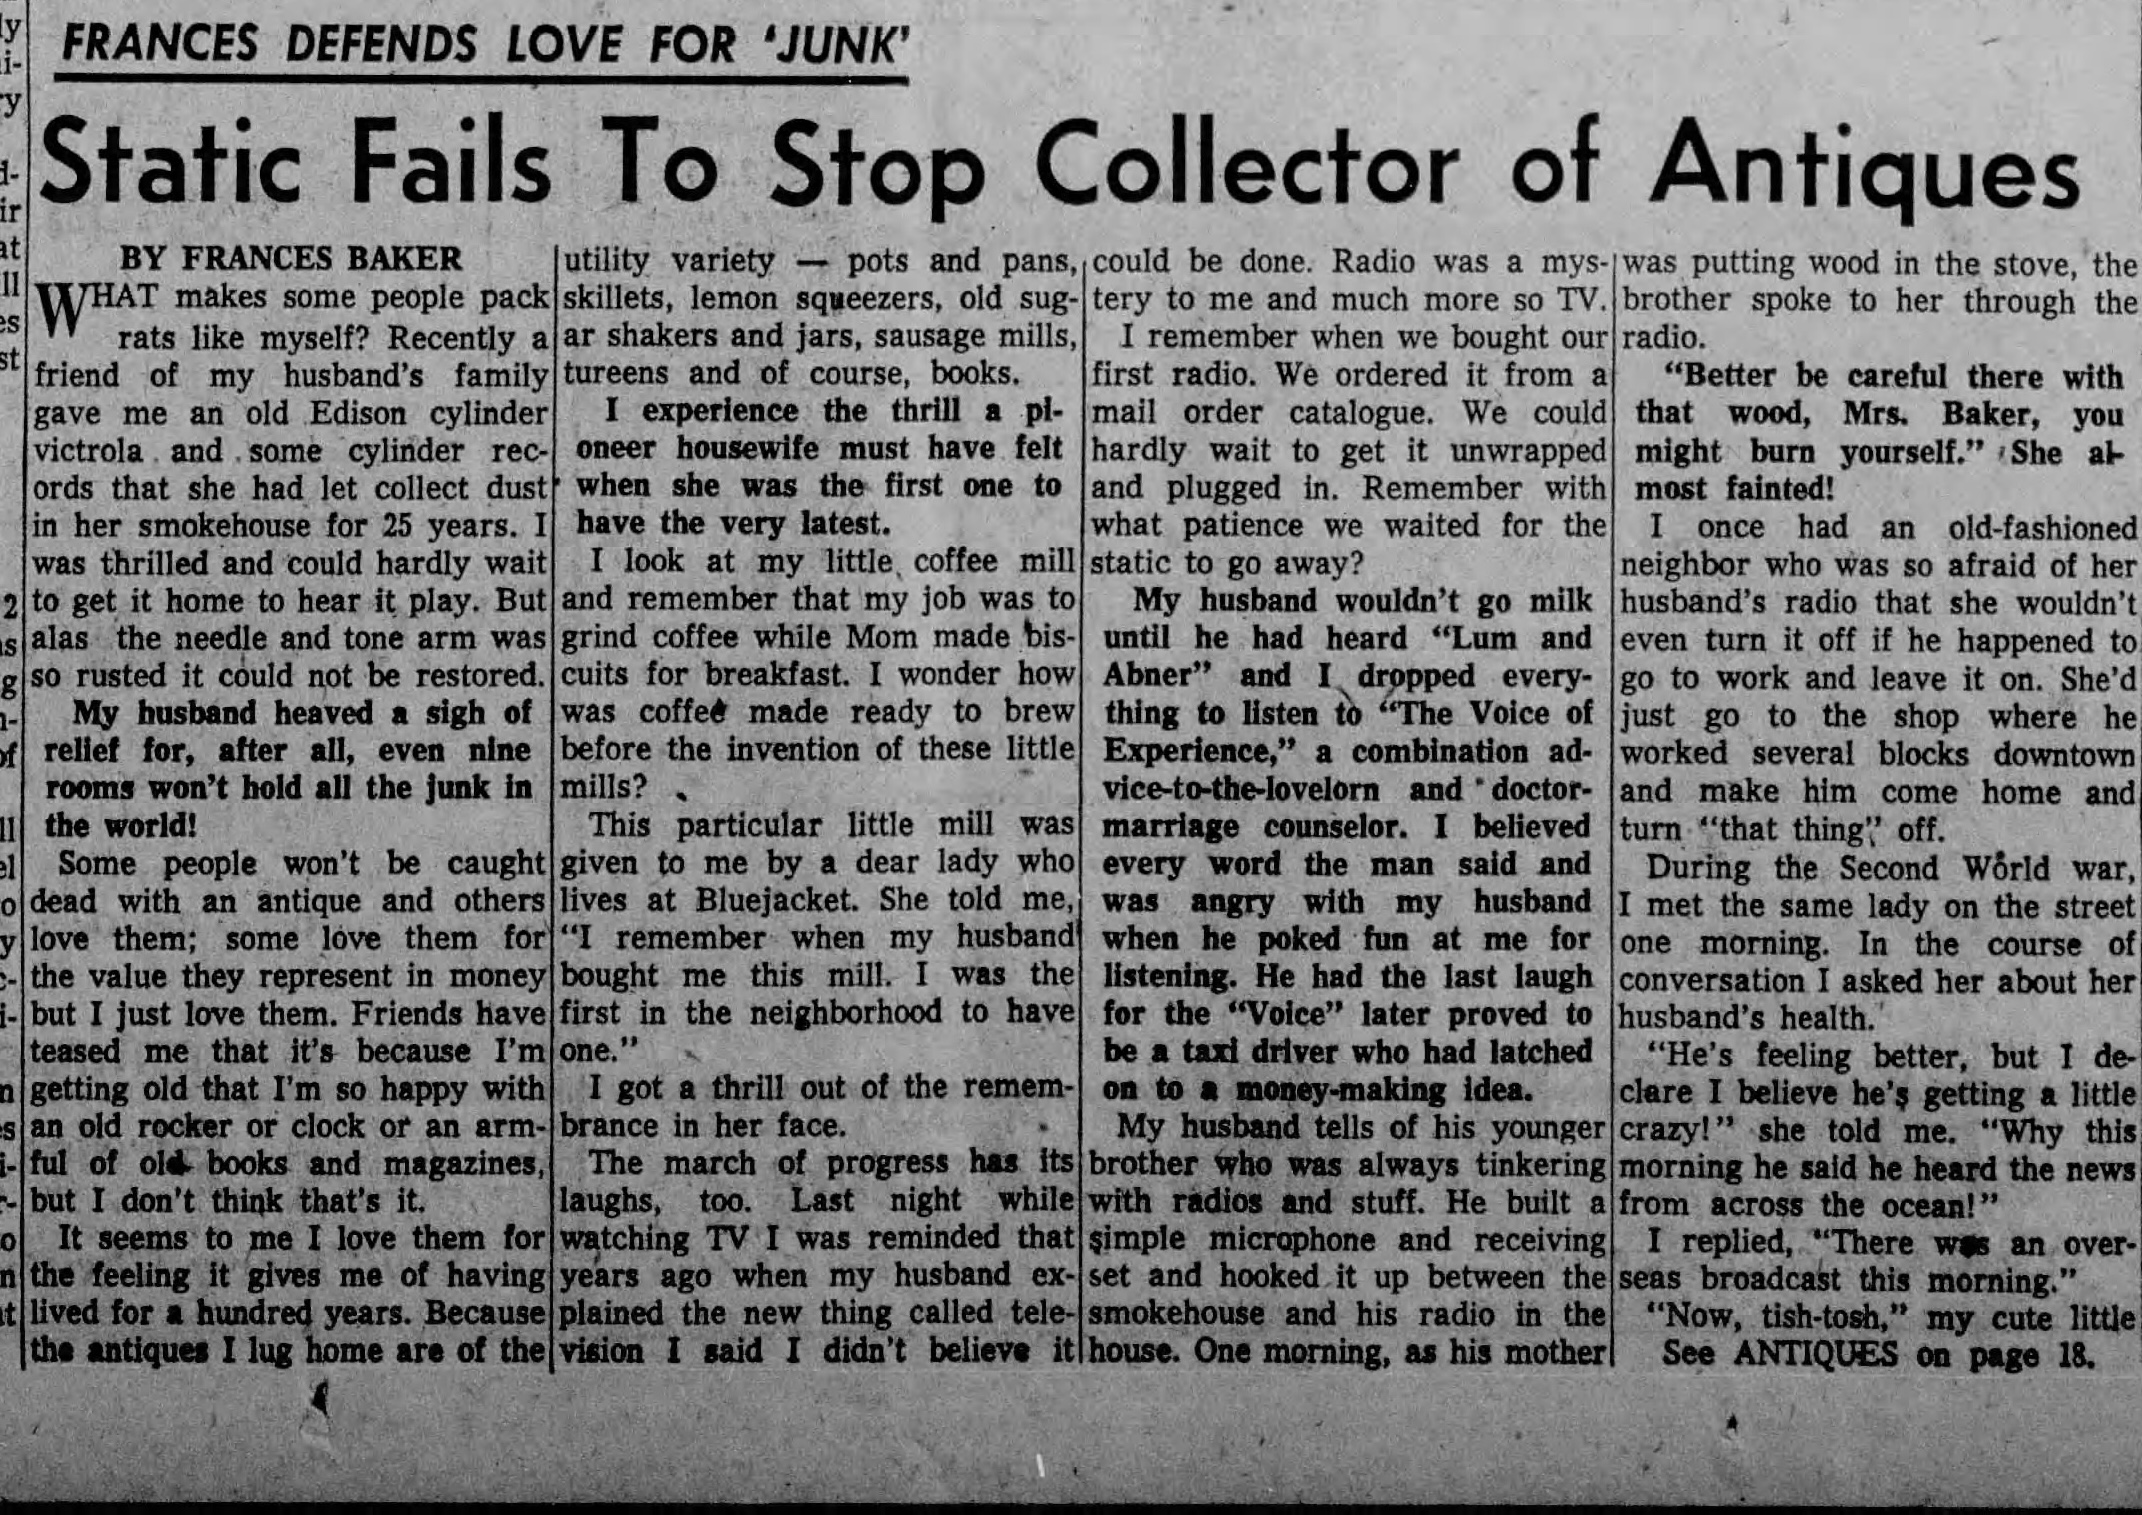 FRANCES DEFENDS LOVE FOR 'JUNK'
Static Fails To Stop Collector of Antiques
BY FRANCES BAKER
WHAT makes some people pack
rats like myself? Recently a
friend of my husband's family
gave me an old Edison cylinder
victrola and some cylinder rec-
ords that she had let collect dust
in her smokehouse for 25 years. I
was thrilled and could hardly wait
to get it home to hear it play. But
alas the needle and tone arm was
so rusted it could not be restored.
My husband heaved a sigh of
relief for, after all, even nine
rooms won't hold all the junk in
the world!
Some people won't be caught
dead with an antique and others
love them; some love them for
the value they represent in money
but I just love them. Friends have
teased me that it's because I'm
getting old that I'm so happy with
an old rocker or clock or an arm-
ful of old books and magazines,
but I don't think that's it.
It seems to me I love them for
the feeling it gives me of having
lived for a hundred years. Because
the antiques I lug home are of the
utility variety — pots and pans,
skillets, lemon squeezers, old sug-
ar shakers and jars, sausage mills,
tureens and of course, books.
I experience the thrill a pi-
oneer housewife must have felt
when she was the first one to
have the very latest.
I look at my little coffee mill
and remember that my job was to
grind coffee while Mom made bis-
cuits for breakfast. I wonder how
was coffee made ready to brew
before the invention of these little
mills?
This particular little mill was
given to me by a dear lady who
lives at Bluejacket. She told me,
"I remember when my husband
bought me this mill. I was the
first in the neighborhood to have
one."
I got a thrill out of the remem-
brance in her face.
The march of progress has its
laughs, too. Last night while
watching TV I was reminded that
years ago when my husband ex-
plained the new thing called tele-
vision I said I didn't believe it
could be done. Radio was a mys-
tery to me and much more so TV.
I remember when we bought our
first radio. We ordered it from a
mail order catalogue. We could
hardly wait to get it unwrapped
and plugged in. Remember with
what patience we waited for the
static to go away?
My husband wouldn't go milk
until he had heard "Lum and
Abner" and I dropped every-
thing to listen to "The Voice of
Experience," a combination ad-
vice-to-the-lovelorn and doctor-
marriage counselor. I believed
every word the man said and
was angry with my husband
when he poked fun at me for
listening. He had the last laugh
for the "Voice" later proved to
be a taxi driver who had latched
on to a money-making idea.
My husband tells of his younger
brother who was always tinkering
with radios and stuff. He built a
simple microphone and receiving
set and hooked it up between the
smokehouse and his radio in the
house. One morning, as his mother
was putting wood in the stove, the
brother spoke to her through the
radio.
"Better be careful there with
that wood, Mrs. Baker, you
might burn yourself." She al-
most fainted!
I once had an old-fashioned
neighbor who was so afraid of her
husband's radio that she wouldn't
even turn it off if he happened to
go to work and leave it on. She'd
just go to the shop where he
worked several blocks downtown
and make him come home and
turn "that thing" off.
During the Second World war,
I met the same lady on the street
one morning. In the course of
conversation I asked her about her
husband's health.
"He's feeling better, but I de-
clare I believe he's getting a little
crazy!" she told me. "Why this
morning he said he heard the news
from across the ocean!"
I replied, "There was an over-
seas broadcast this morning."
"Now, tish-tosh," my cute little
See ANTIQUES on page 18.